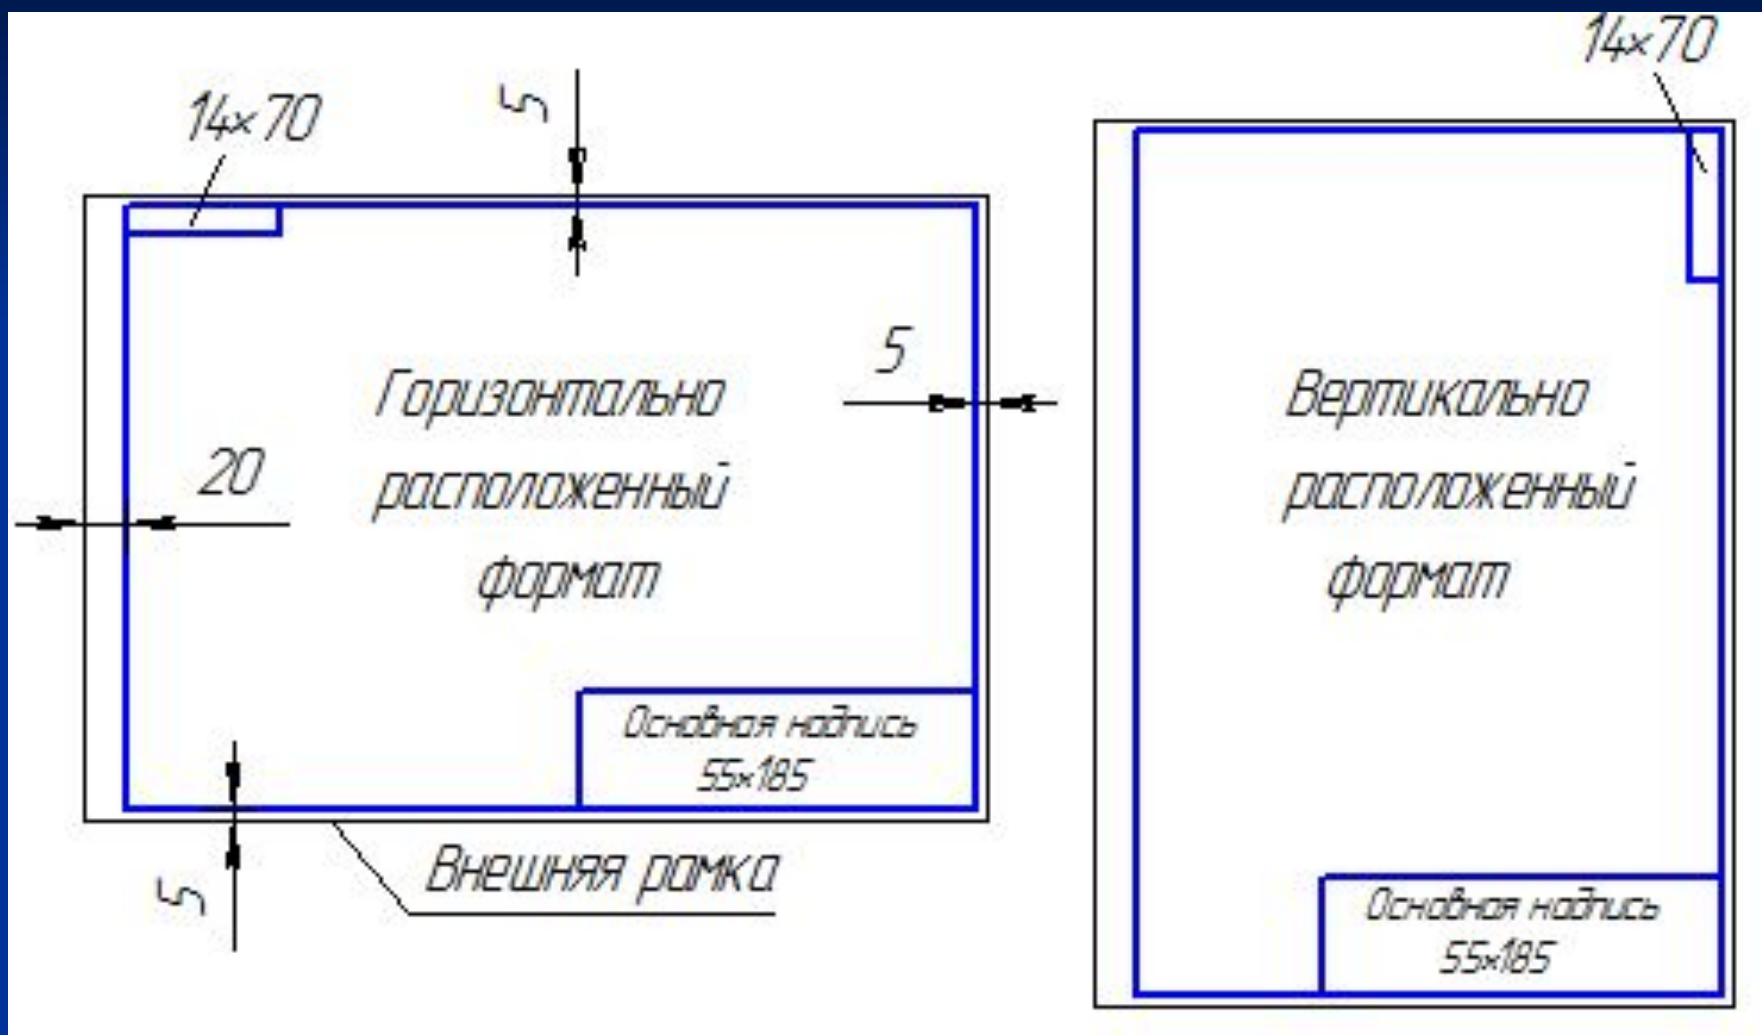 14×70
5
5
20
Горизонтально
расположенный
формат
Основная надпись
55×185
5
Внешняя рамка
14×70
Вертикально
расположенный
формат
Основная надпись
55×185